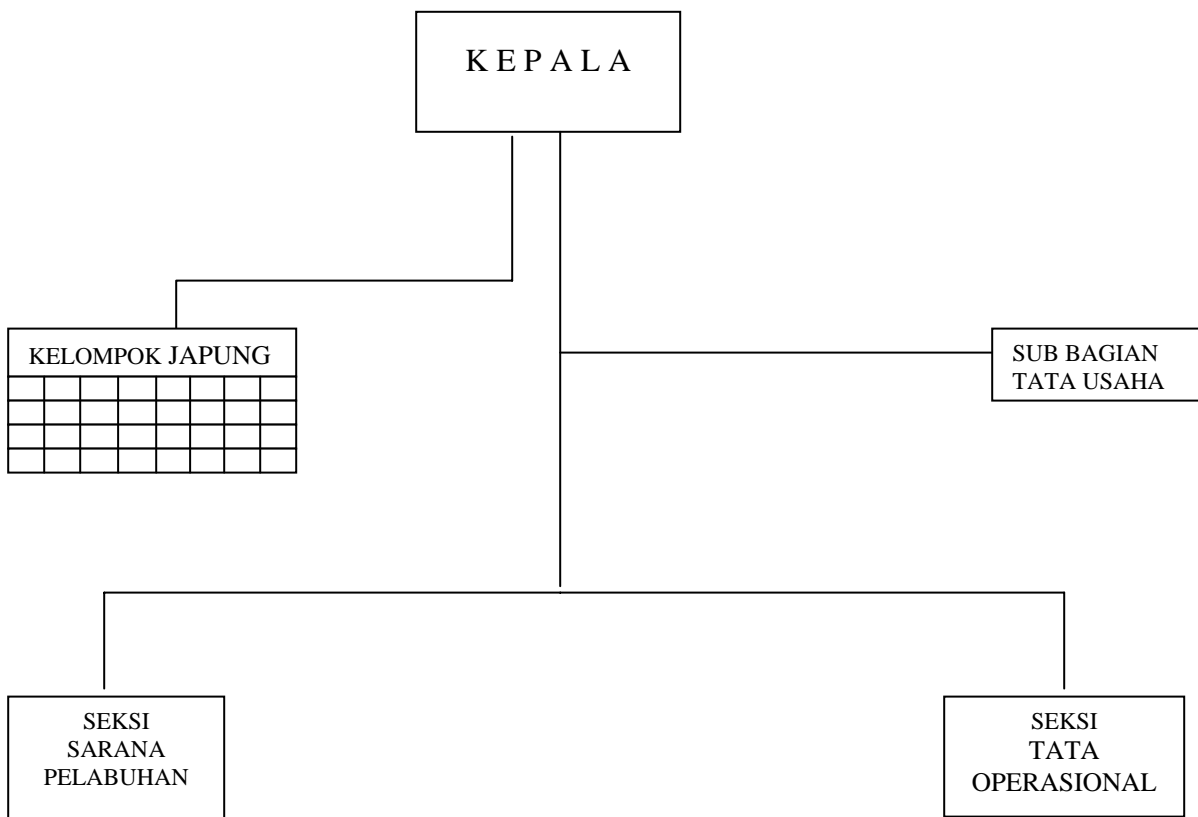 K E P A L A
KELOMPOK JAPUNG
SUB BAGIAN
TATA USAHA
SEKSI
SARANA
PELABUHAN
SEKSI
TATA
OPERASIONAL